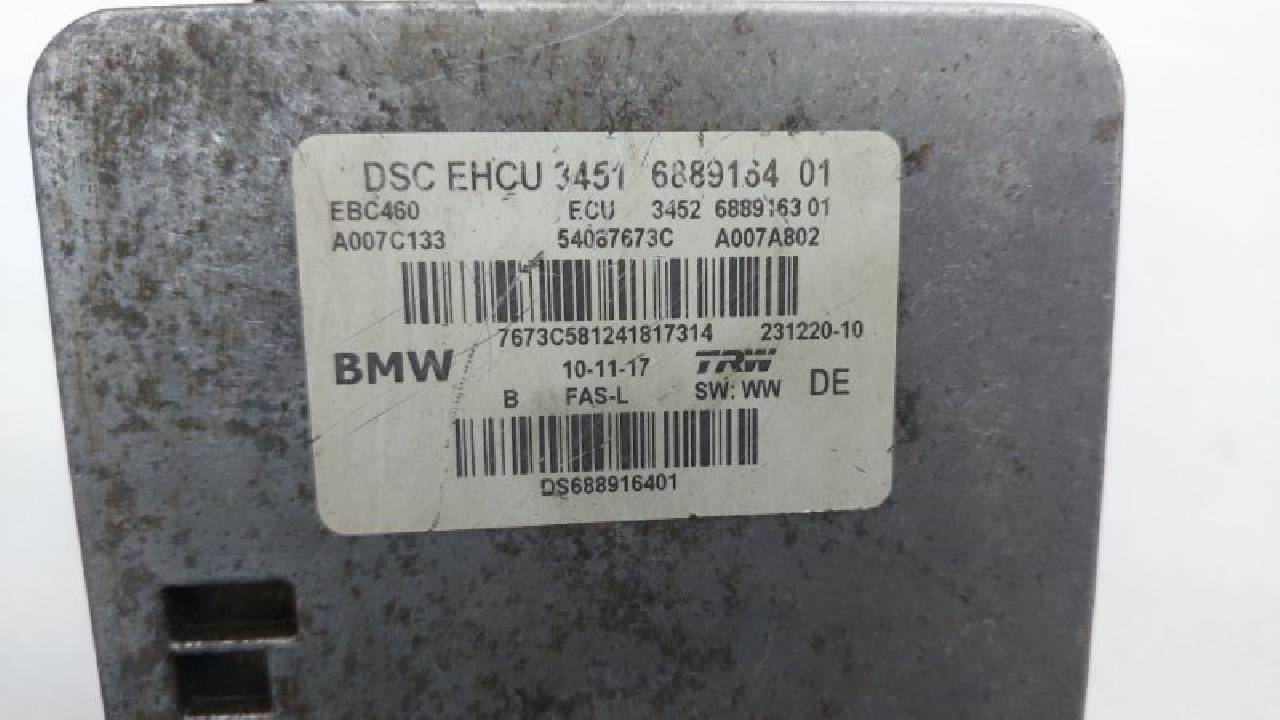 DSC EHCU 3451 6889164 01
EBC460 ECU 3452 6889163 01
A007C133 54087673C A007A802
7673C581241817314 231220-10
BMW 10-11-17 TRW
B FAS-L SW: WW DE
DS688916401